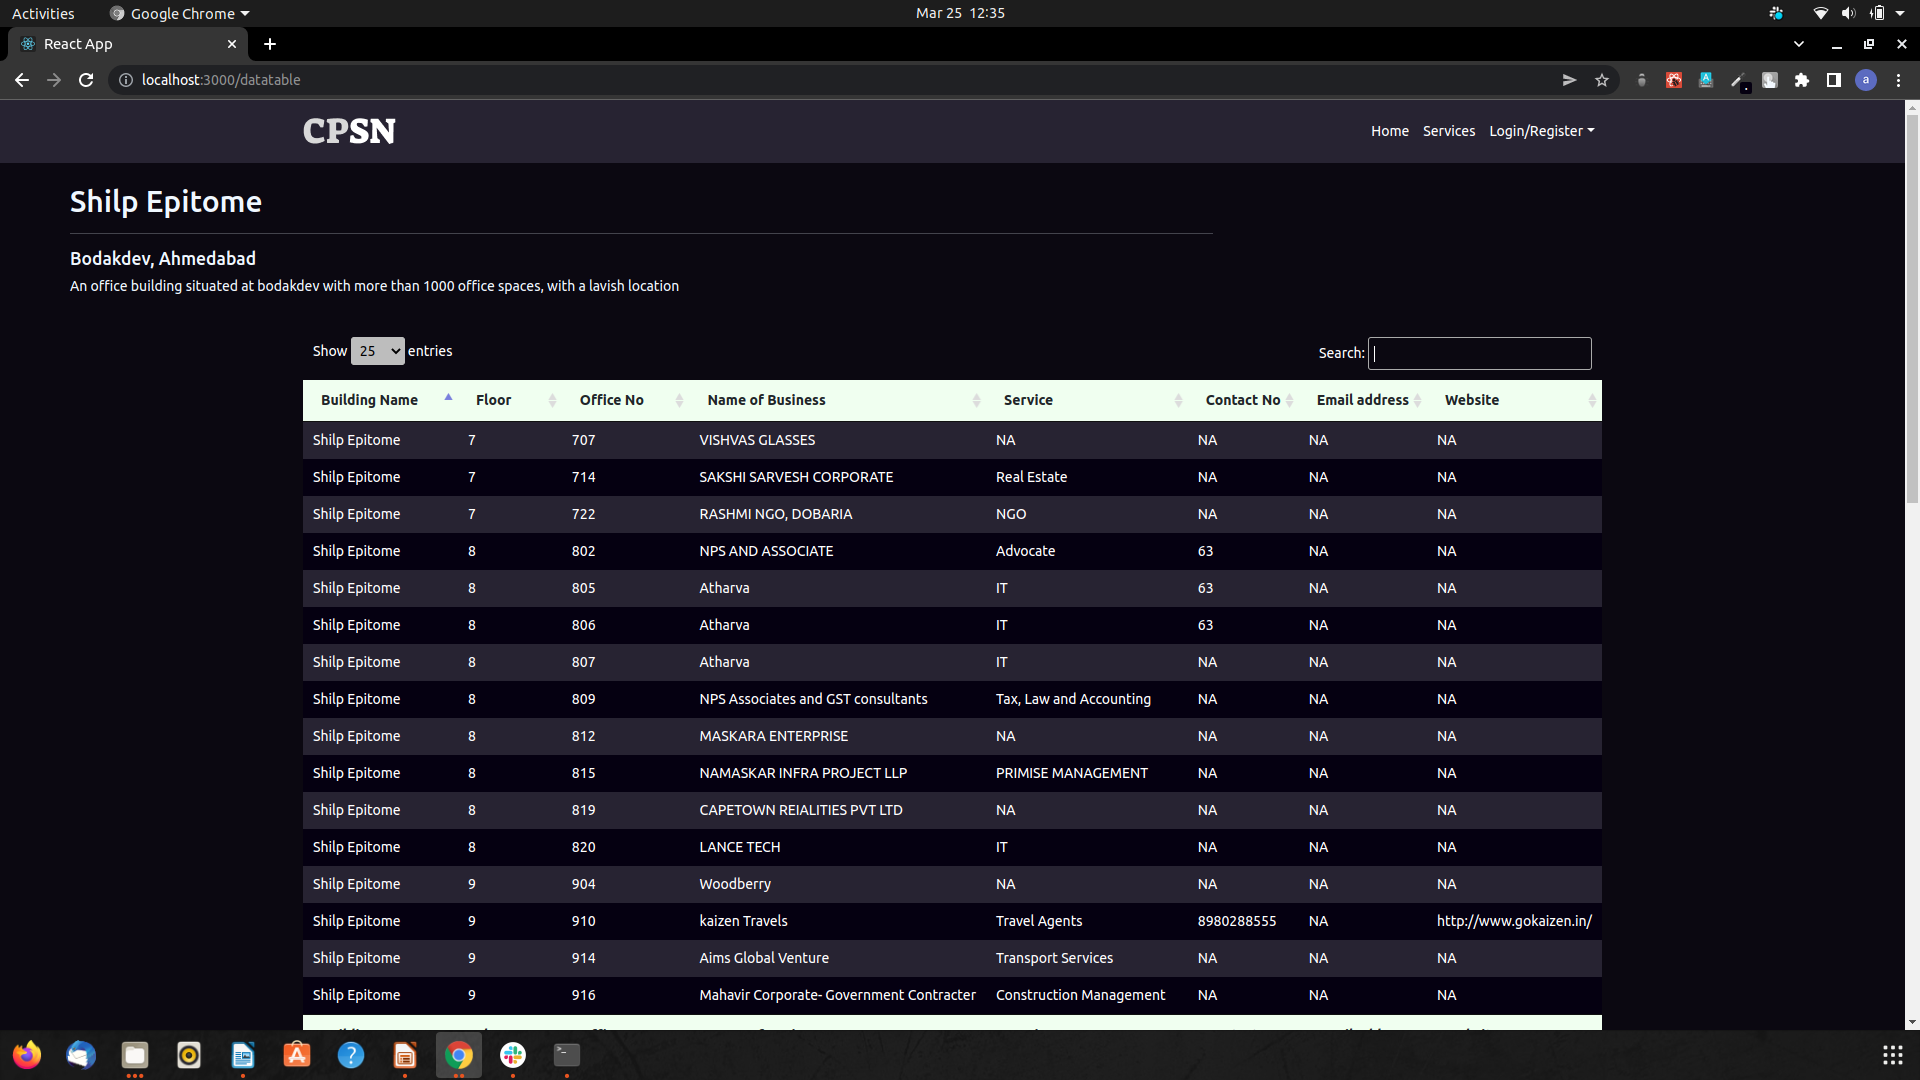 Activities Google Chrome Mar 25 12:35
React App
localhost:3000/datatable a
CPSN Home Services Login/Register
Shilp Epitome
Bodakdev, Ahmedabad
An office building situated at bodakdev with more than 1000 office spaces, with a lavish location
Show 25 entries Search:
Building Name Floor Office No Name of Business Service Contact No Email address Website
Shilp Epitome 7 707 VISHVAS GLASSES NA NA NA NA
Shilp Epitome 7 714 SAKSHI SARVESH CORPORATE Real Estate NA NA NA
Shilp Epitome 7 722 RASHMI NGO, DOBARIA NGO NA NA NA
Shilp Epitome 8 802 NPS AND ASSOCIATE Advocate 63 NA NA
Shilp Epitome 8 805 Atharva IT 63 NA NA
Shilp Epitome 8 806 Atharva IT 63 NA NA
Shilp Epitome 8 807 Atharva IT NA NA NA
Shilp Epitome 8 809 NPS Associates and GST consultants Tax, Law and Accounting NA NA NA
Shilp Epitome 8 812 MASKARA ENTERPRISE NA NA NA NA
Shilp Epitome 8 815 NAMASKAR INFRA PROJECT LLP PRIMISE MANAGEMENT NA NA NA
Shilp Epitome 8 819 CAPETOWN REIALITIES PVT LTD NA NA NA NA
Shilp Epitome 8 820 LANCE TECH IT NA NA NA
Shilp Epitome 9 904 Woodberry NA NA NA NA
Shilp Epitome 9 910 kaizen Travels Travel Agents 8980288555 NA http://www.gokaizen.in/
Shilp Epitome 9 914 Aims Global Venture Transport Services NA NA NA
Shilp Epitome 9 916 Mahavir Corporate- Government Contracter Construction Management NA NA NA